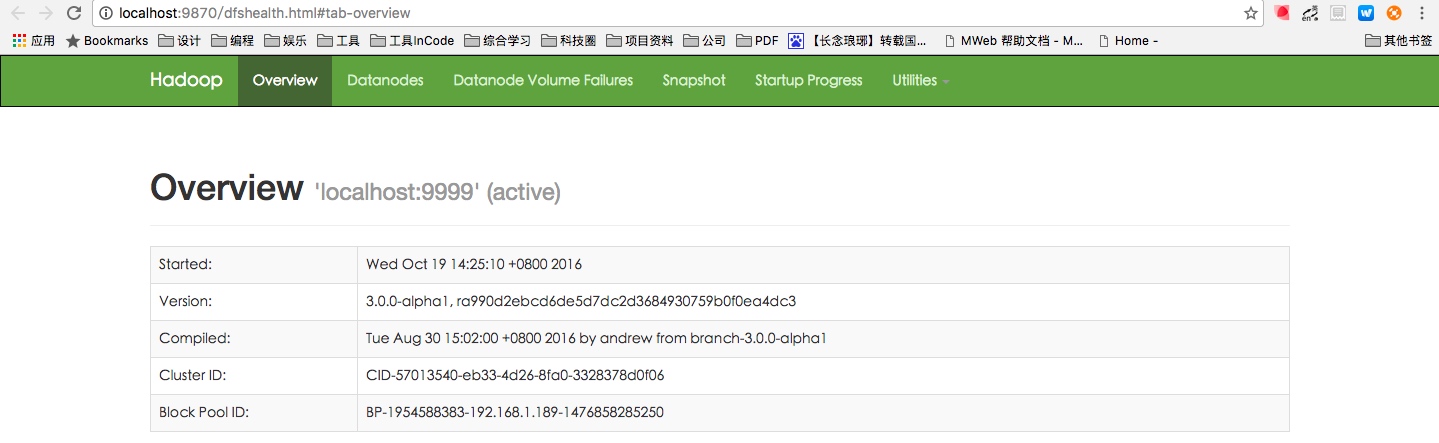 localhost:9870/dfshealth.html#tab-overview
应用 Bookmarks 设计 编程 娱乐 工具 工具InCode 综合学习 科技圈 项目资料 公司 PDF 【长念琅琊】转载国... MWeb 帮助文档 - M... Home - 其他书签
Hadoop Overview Datanodes Datanode Volume Failures Snapshot Startup Progress Utilities
Overview 'localhost:9999' (active)
Started: Wed Oct 19 14:25:10 +0800 2016
Version: 3.0.0-alpha1, ra990d2ebcd6de5d7dc2d3684930759b0f0ea4dc3
Compiled: Tue Aug 30 15:02:00 +0800 2016 by andrew from branch-3.0.0-alpha1
Cluster ID: CID-57013540-eb33-4d26-8fa0-3328378d0f06
Block Pool ID: BP-1954588383-192.168.1.189-1476858285250